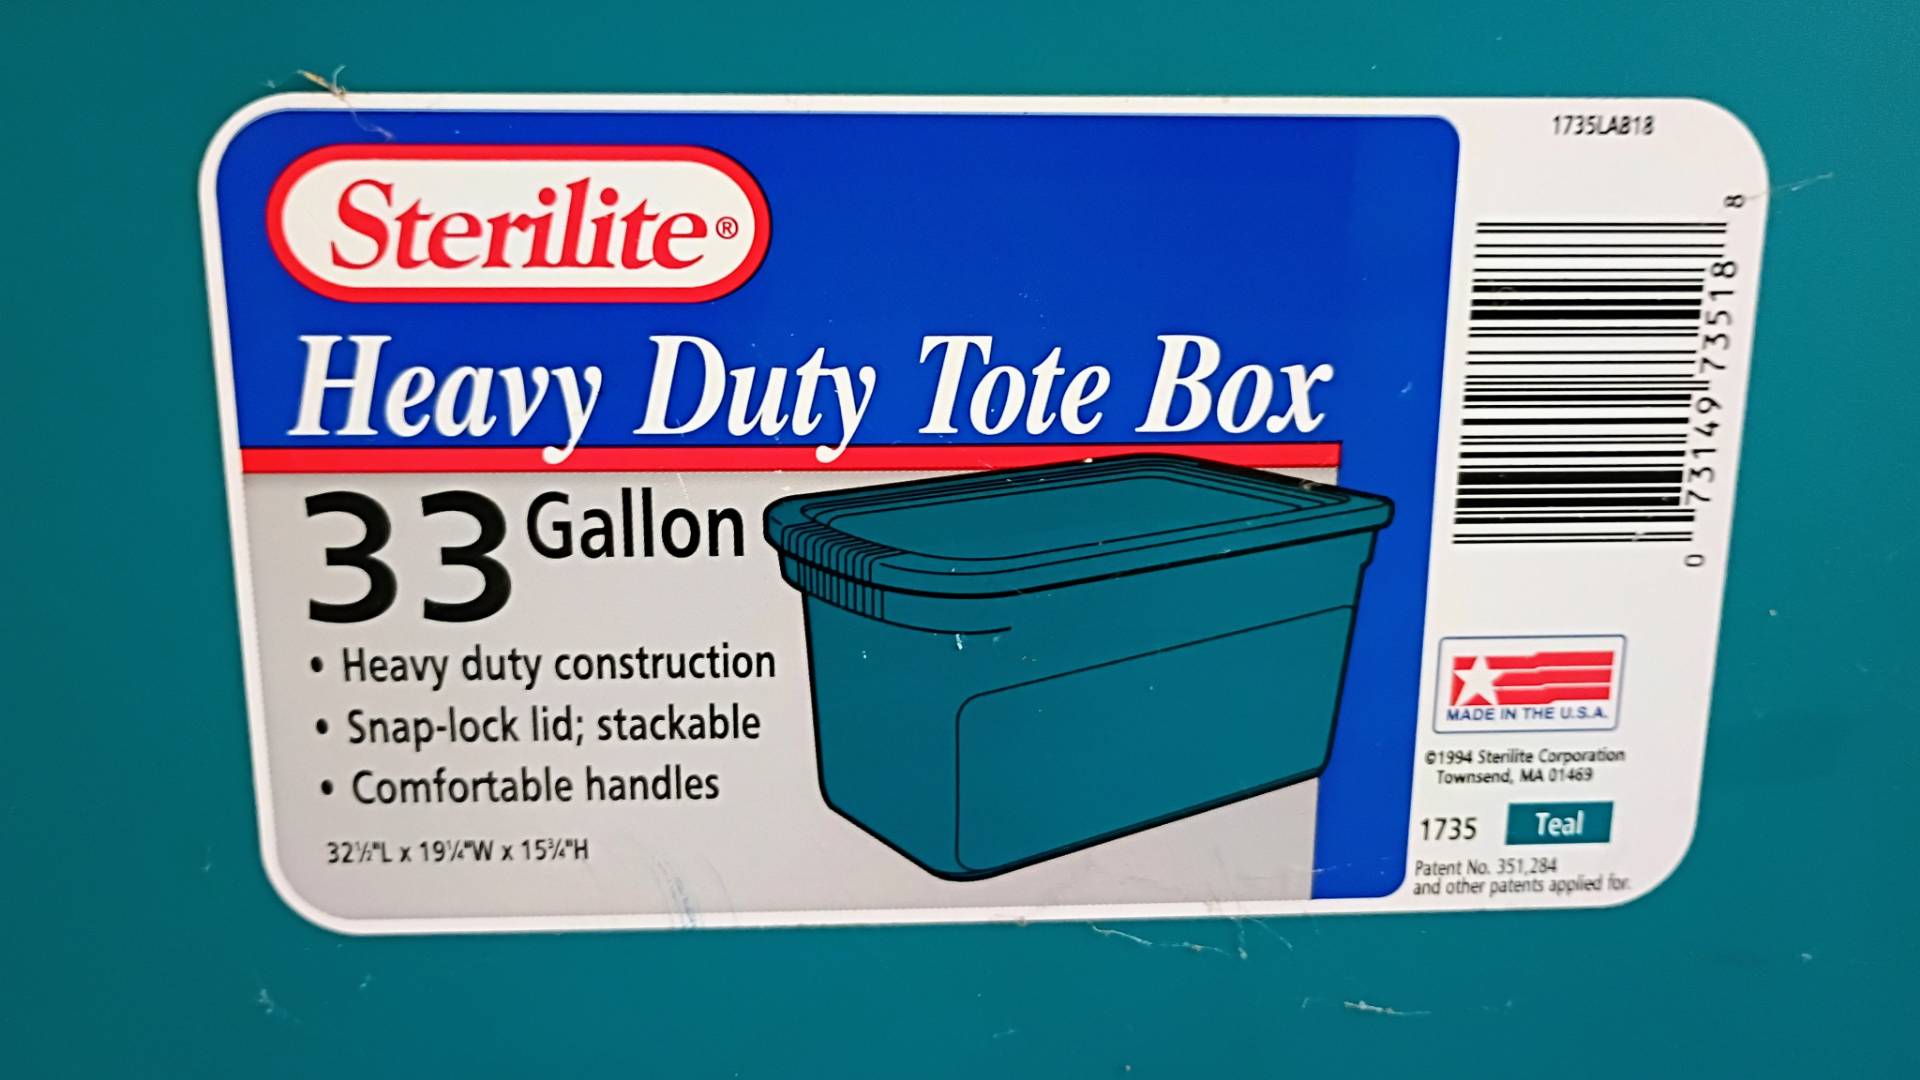 Sterilite®
Heavy Duty Tote Box
33 Gallon
• Heavy duty construction
• Snap-lock lid; stackable
• Comfortable handles
32½"L x 19¼"W x 15¾"H
1735LAB18
0 73149 73518 8
MADE IN THE U.S.A.
©1994 Sterilite Corporation
Townsend, MA 01469
1735 Teal
Patent No. 351,284
and other patents applied for.